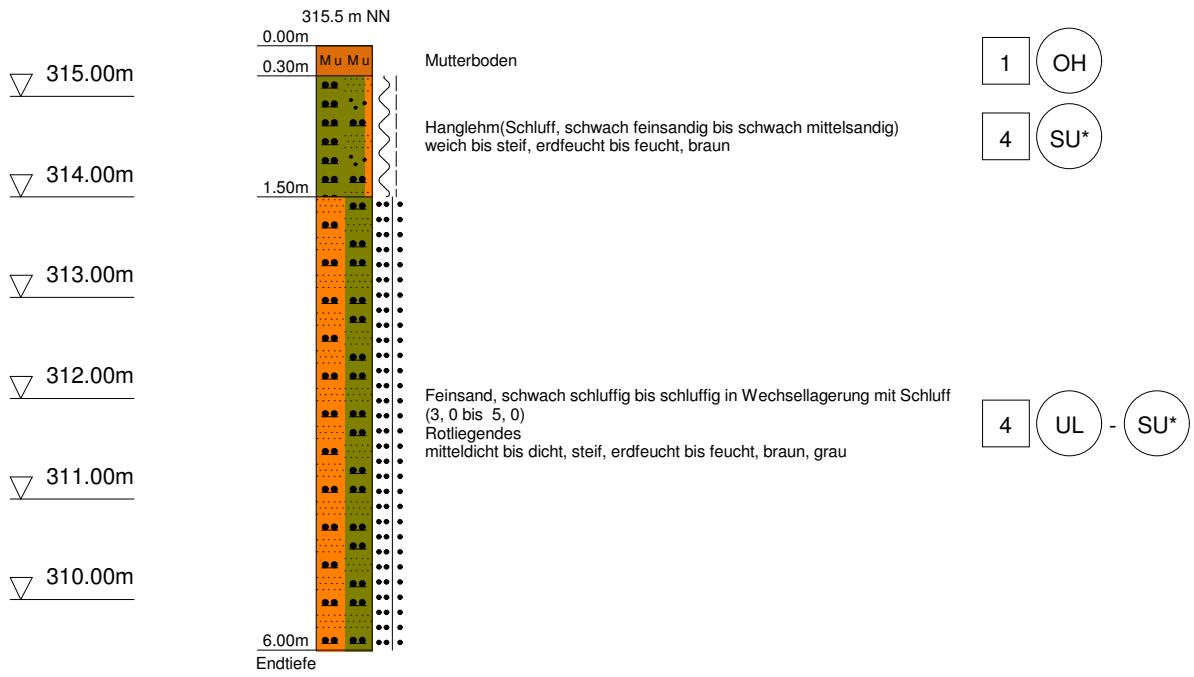 315.5 m NN
0.00m
Mu Mu
Mutterboden
1 OH
0.30m
315.00m
Hanglehm(Schluff, schwach feinsandig bis schwach mittelsandig)
weich bis steif, erdfeucht bis feucht, braun
4 SU*
314.00m
1.50m
313.00m
312.00m
Feinsand, schwach schluffig bis schluffig in Wechsellagerung mit Schluff
(3, 0 bis 5, 0)
Rotliegendes
mitteldicht bis dicht, steif, erdfeucht bis feucht, braun, grau
4 UL - SU*
311.00m
310.00m
6.00m
Endtiefe